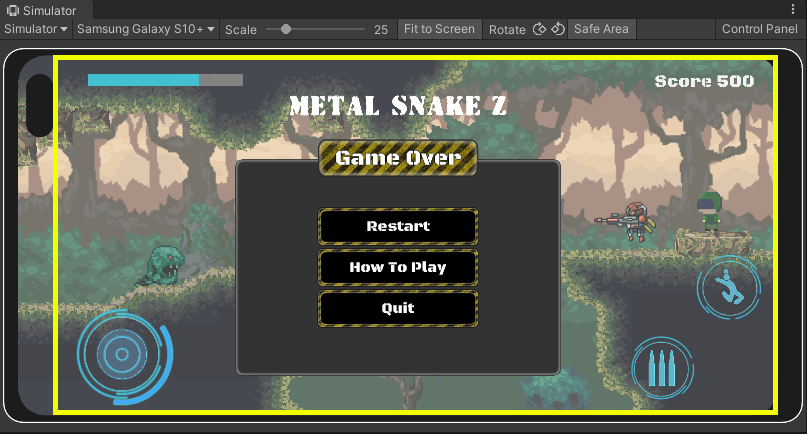 Simulator
Simulator Samsung Galaxy S10+ Scale 25 Fit to Screen Rotate Safe Area Control Panel
Score 500
METAL SNAKE Z
Game Over
Restart
How To Play
Quit